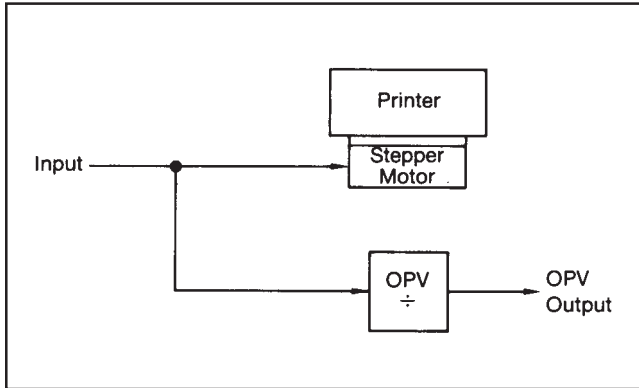 Printer
Input
Stepper
Motor
OPV
÷
OPV
Output